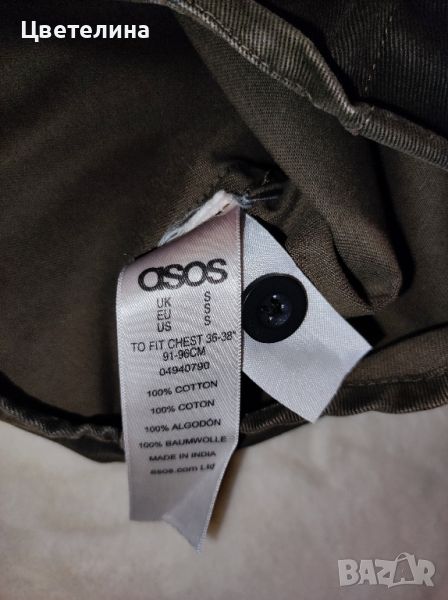 Цветелина
asos
UK S
EU S
US S
TO FIT CHEST 36-38"
91-96CM
04940790
100% COTTON
100% COTON
100% ALGODÓN
100% BAUMWOLLE
MADE IN INDIA
asos.com Ltd
BAZAR